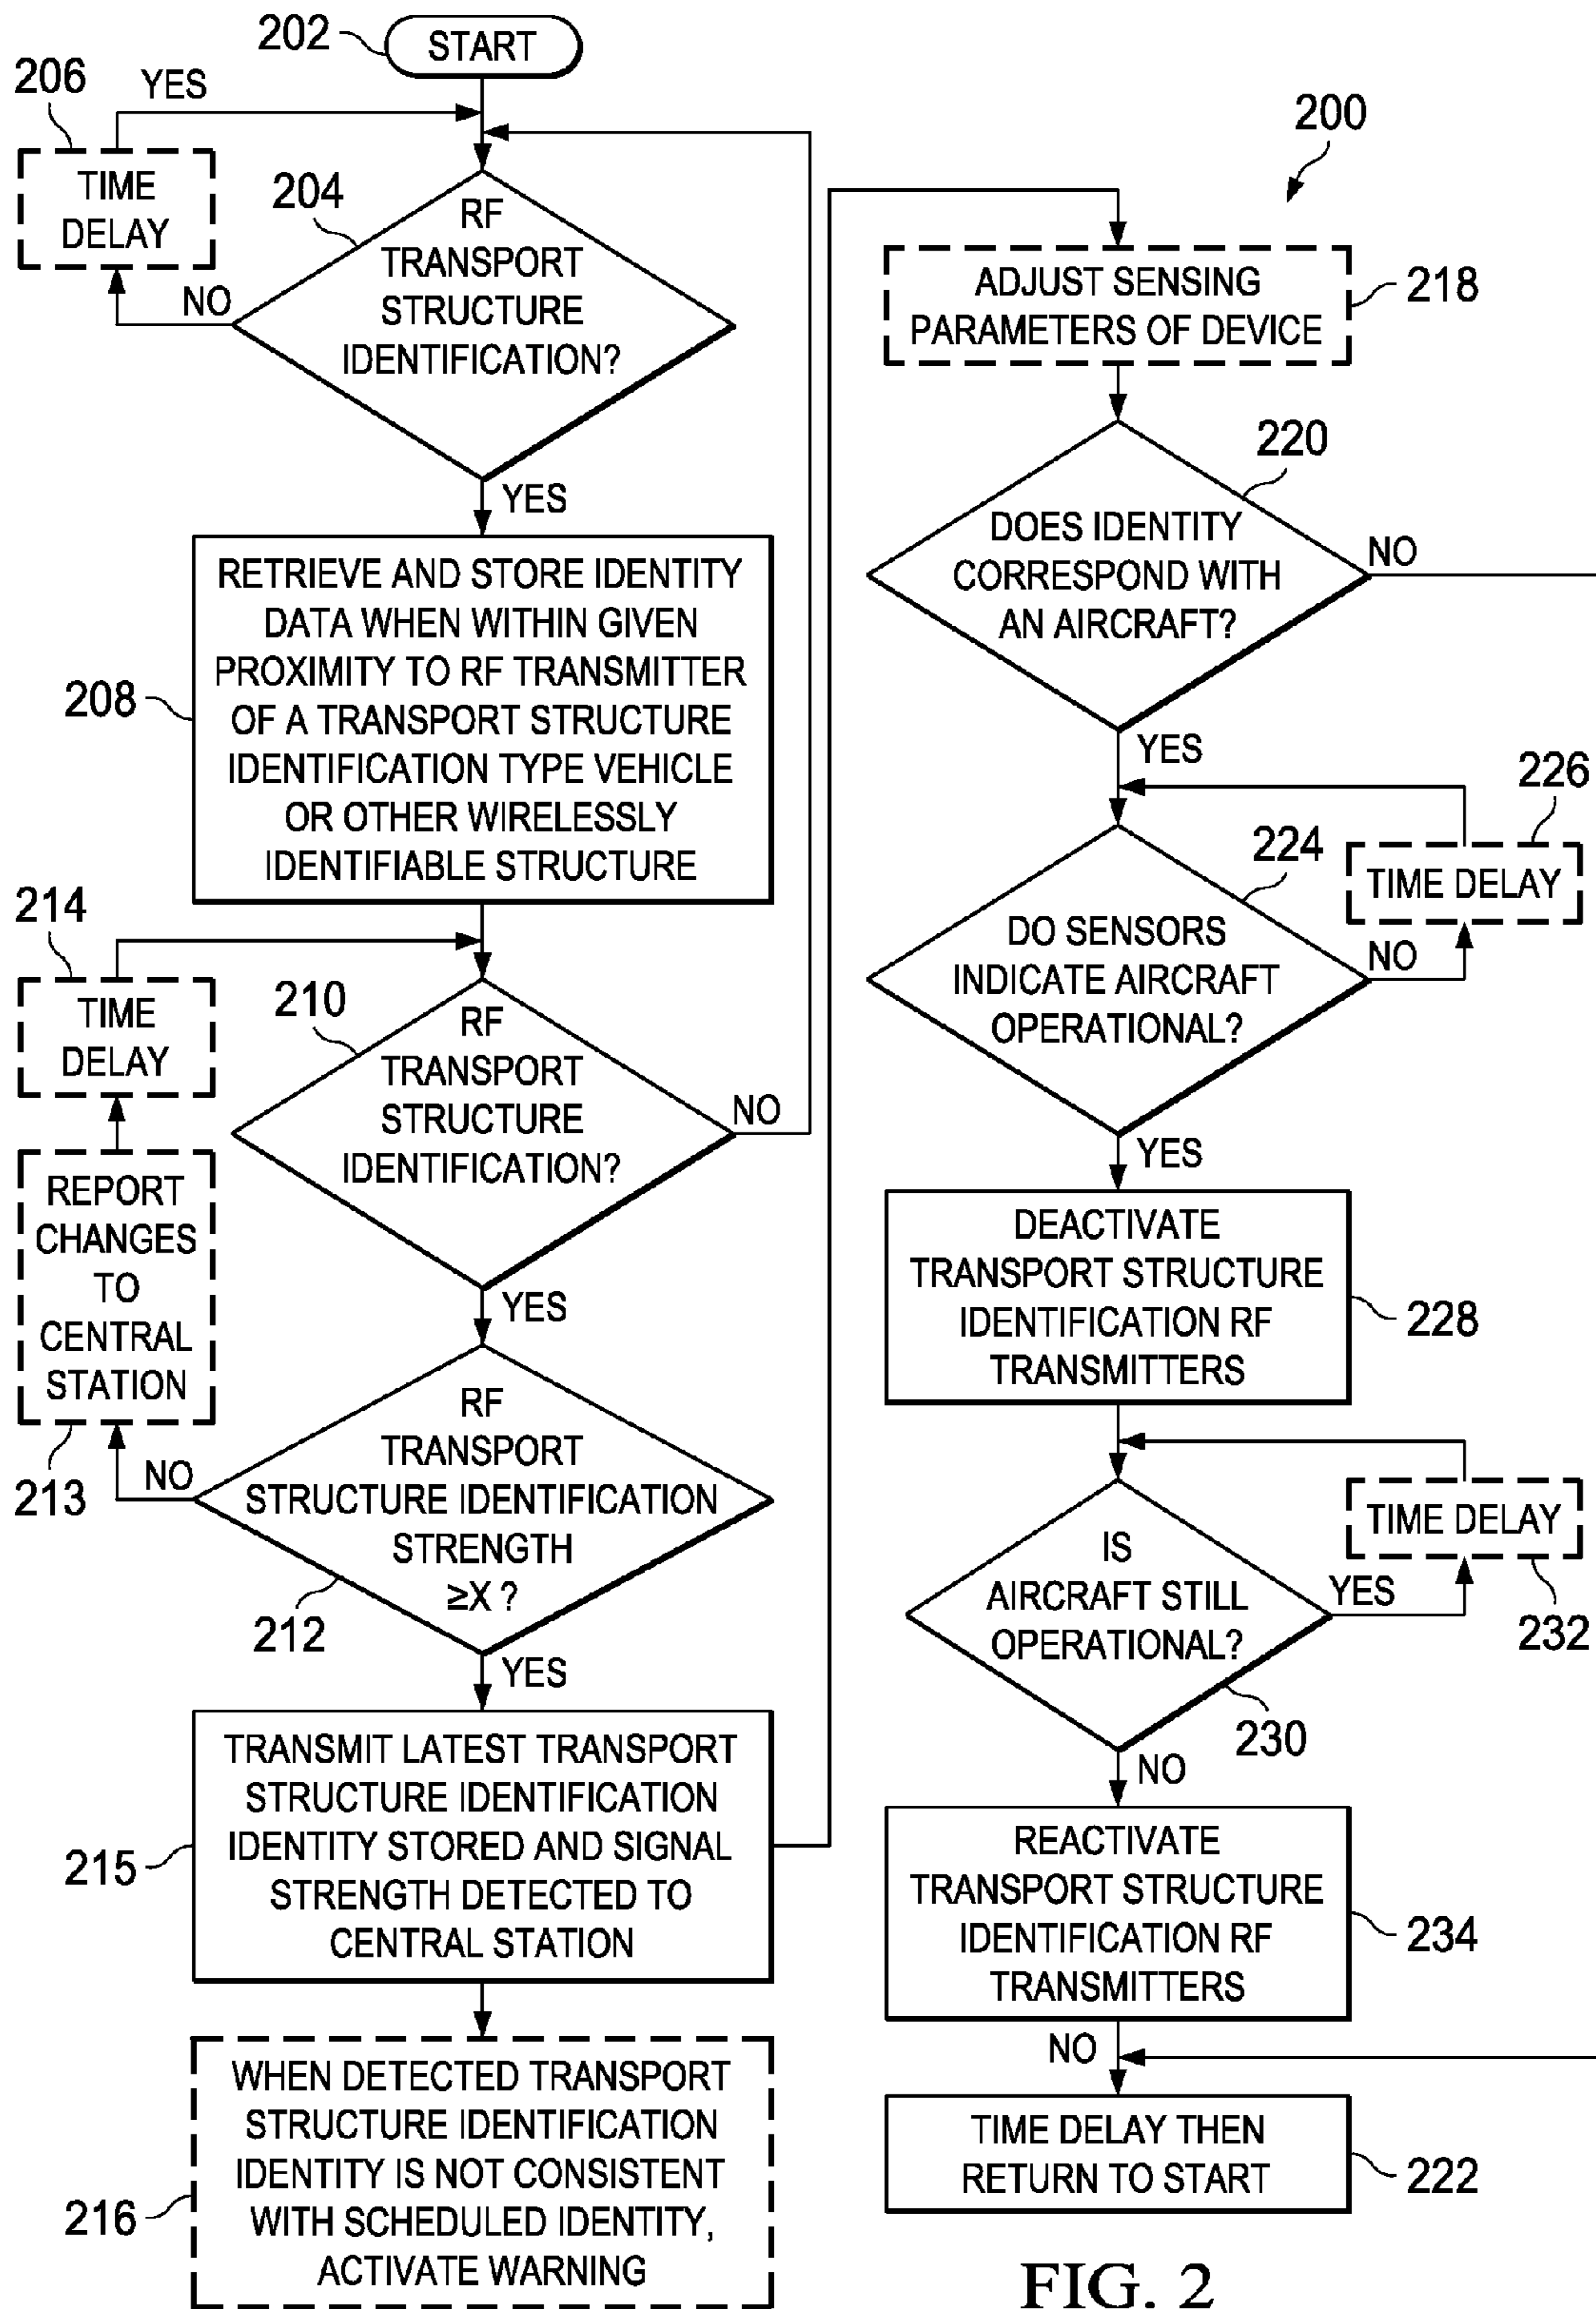 202
START
206
YES
TIME
DELAY
NO
204
RF
TRANSPORT
STRUCTURE
IDENTIFICATION?
YES
208
RETRIEVE AND STORE IDENTITY
DATA WHEN WITHIN GIVEN
PROXIMITY TO RF TRANSMITTER
OF A TRANSPORT STRUCTURE
IDENTIFICATION TYPE VEHICLE
OR OTHER WIRELESSLY
IDENTIFIABLE STRUCTURE
214
TIME
DELAY
210
RF
TRANSPORT
STRUCTURE
IDENTIFICATION?
NO
YES
REPORT
CHANGES
TO
CENTRAL
STATION
213
NO
RF
TRANSPORT
STRUCTURE IDENTIFICATION
STRENGTH
≥X ?
212
YES
215
TRANSMIT LATEST TRANSPORT
STRUCTURE IDENTIFICATION
IDENTITY STORED AND SIGNAL
STRENGTH DETECTED TO
CENTRAL STATION
216
WHEN DETECTED TRANSPORT
STRUCTURE IDENTIFICATION
IDENTITY IS NOT CONSISTENT
WITH SCHEDULED IDENTITY,
ACTIVATE WARNING
200
ADJUST SENSING
PARAMETERS OF DEVICE
218
220
DOES IDENTITY
CORRESPOND WITH
AN AIRCRAFT?
NO
YES
226
TIME DELAY
224
DO SENSORS
INDICATE AIRCRAFT
OPERATIONAL?
NO
YES
DEACTIVATE
TRANSPORT STRUCTURE
IDENTIFICATION RF
TRANSMITTERS
228
TIME DELAY
232
IS
AIRCRAFT STILL
OPERATIONAL?
YES
230
NO
REACTIVATE
TRANSPORT STRUCTURE
IDENTIFICATION RF
TRANSMITTERS
234
NO
TIME DELAY THEN
RETURN TO START
222
FIG. 2